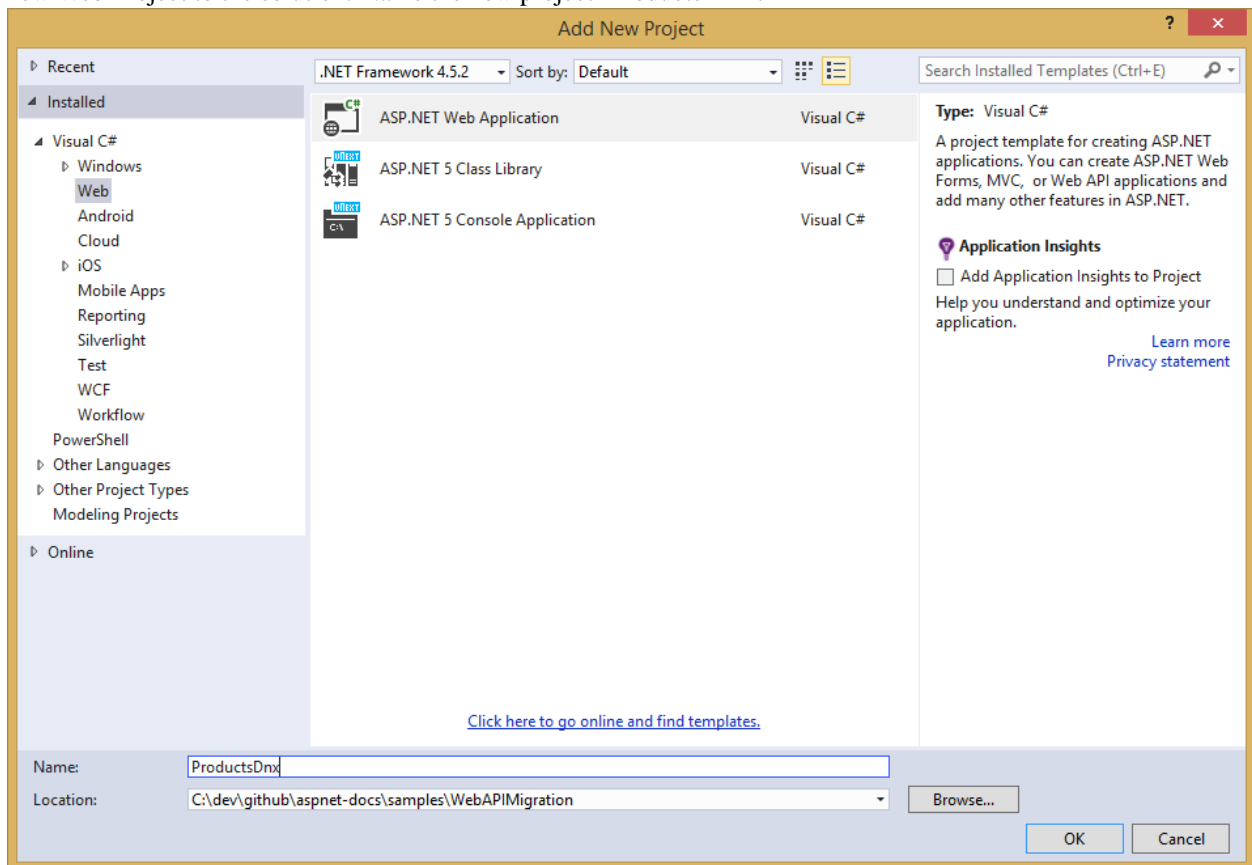 Add New Project
?
×
Recent
Installed
Visual C#
Windows
Web
Android
Cloud
iOS
Mobile Apps
Reporting
Silverlight
Test
WCF
Workflow
PowerShell
Other Languages
Other Project Types
Modeling Projects
Online
.NET Framework 4.5.2 Sort by: Default
C# ASP.NET Web Application Visual C#
VNEXT ASP.NET 5 Class Library Visual C#
VNEXT C:\ ASP.NET 5 Console Application Visual C#
Click here to go online and find templates.
Search Installed Templates (Ctrl+E)
Type: Visual C#
A project template for creating ASP.NET
applications. You can create ASP.NET Web
Forms, MVC, or Web API applications and
add many other features in ASP.NET.
Application Insights
Add Application Insights to Project
Help you understand and optimize your
application.
Learn more
Privacy statement
Name: ProductsDnx
Location: C:\dev\github\aspnet-docs\samples\WebAPIMigration Browse...
OK Cancel